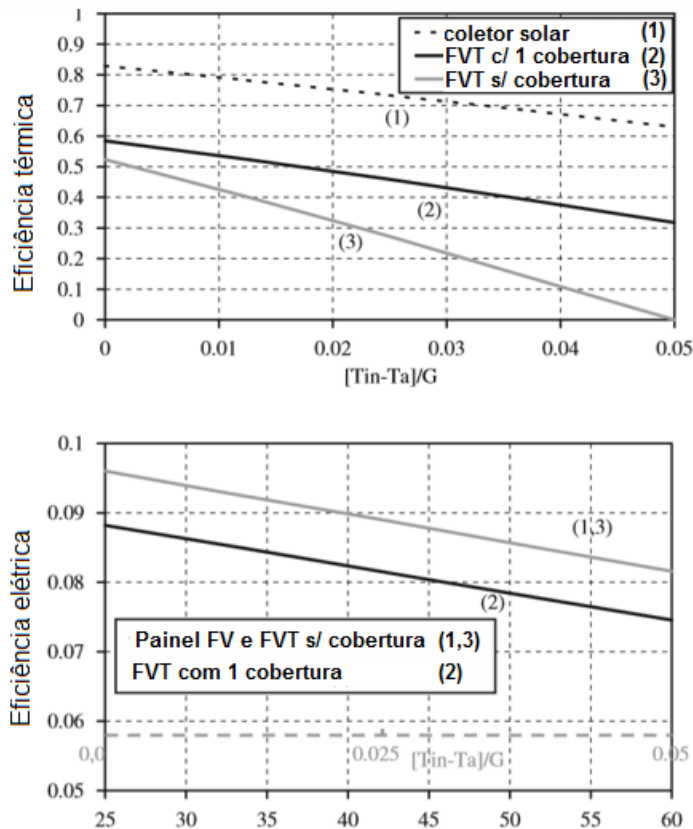 1
0.9
0.8
0.7
0.6
0.5
0.4
0.3
0.2
0.1
0
Eficiência térmica
coletor solar (1)
FVT c/ 1 cobertura (2)
FVT s/ cobertura (3)
(1)
(2)
(3)
0 0.01 0.02 0.03 0.04 0.05
[Tin-Ta]/G
0.1
0.09
0.08
0.07
0.06
0.05
Eficiência elétrica
(1,3)
(2)
Painel FV e FVT s/ cobertura (1,3)
FVT com 1 cobertura (2)
0,0 0.025 [Tin-Ta]/G 0.05
25 30 35 40 45 50 55 60